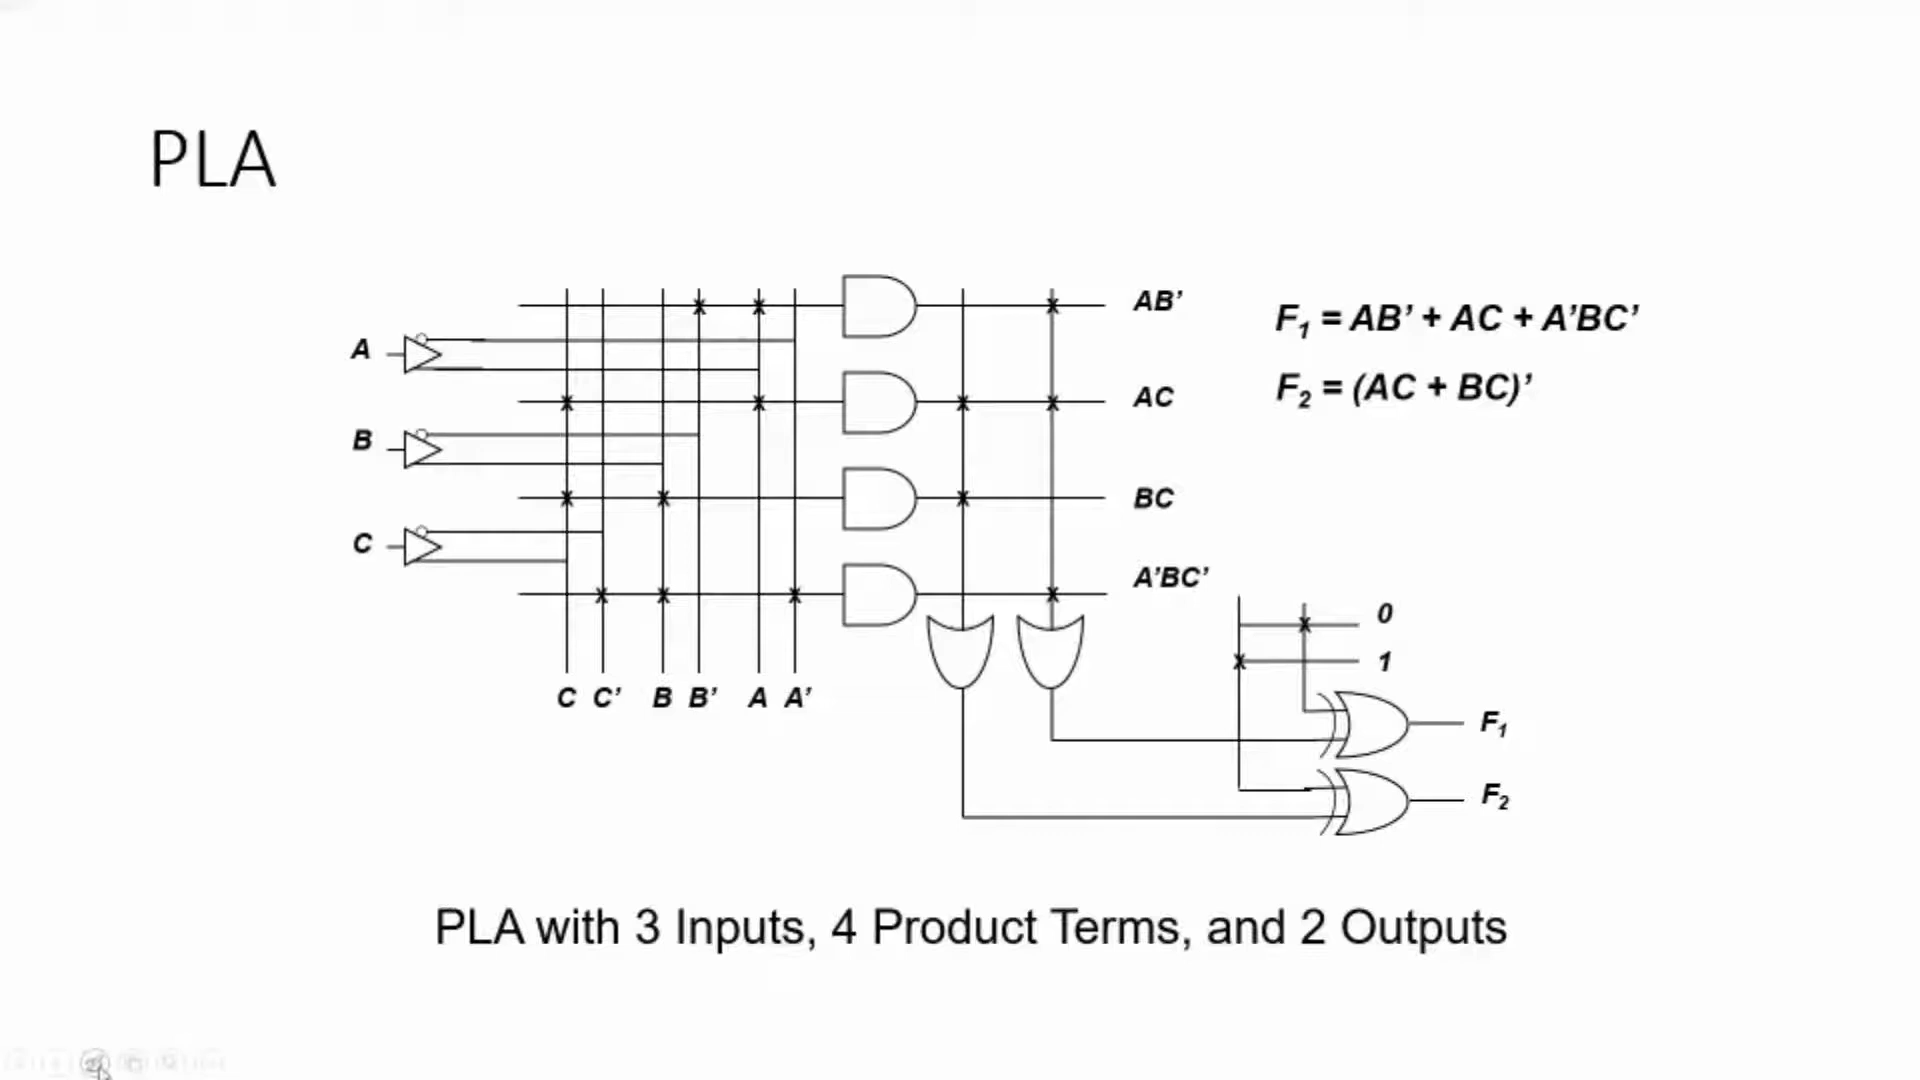 PLA
A
B
C
C C’ B B’ A A’
AB’
AC
BC
A’BC’
F1 = AB’ + AC + A’BC’
F2 = (AC + BC)’
0
1
F1
F2
PLA with 3 Inputs, 4 Product Terms, and 2 Outputs